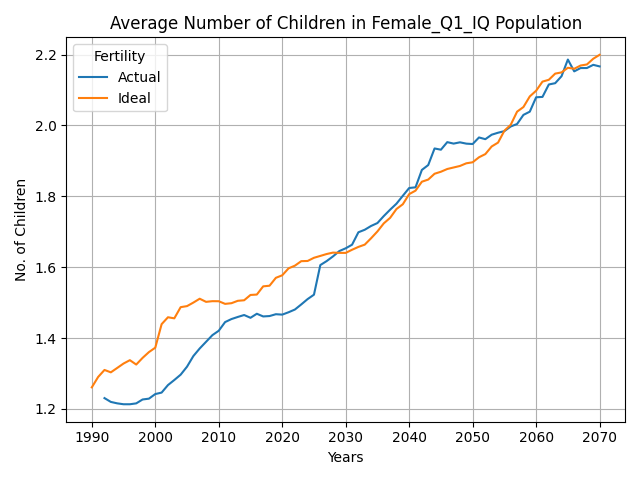 Average Number of Children in Female_Q1_IQ Population
Fertility
Actual
Ideal
No. of Children
2.2
2.0
1.8
1.6
1.4
1.2
1990 2000 2010 2020 2030 2040 2050 2060 2070
Years